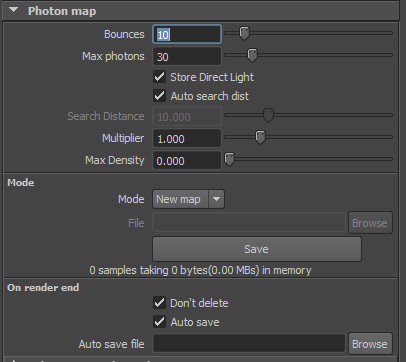 Photon map
Bounces 10
Max photons 30
Store Direct Light
Auto search dist
Search Distance 10.000
Multiplier 1.000
Max Density 0.000
Mode
Mode New map
File Browse
Save
0 samples taking 0 bytes(0.00 MBs) in memory
On render end
Don't delete
Auto save
Auto save file Browse